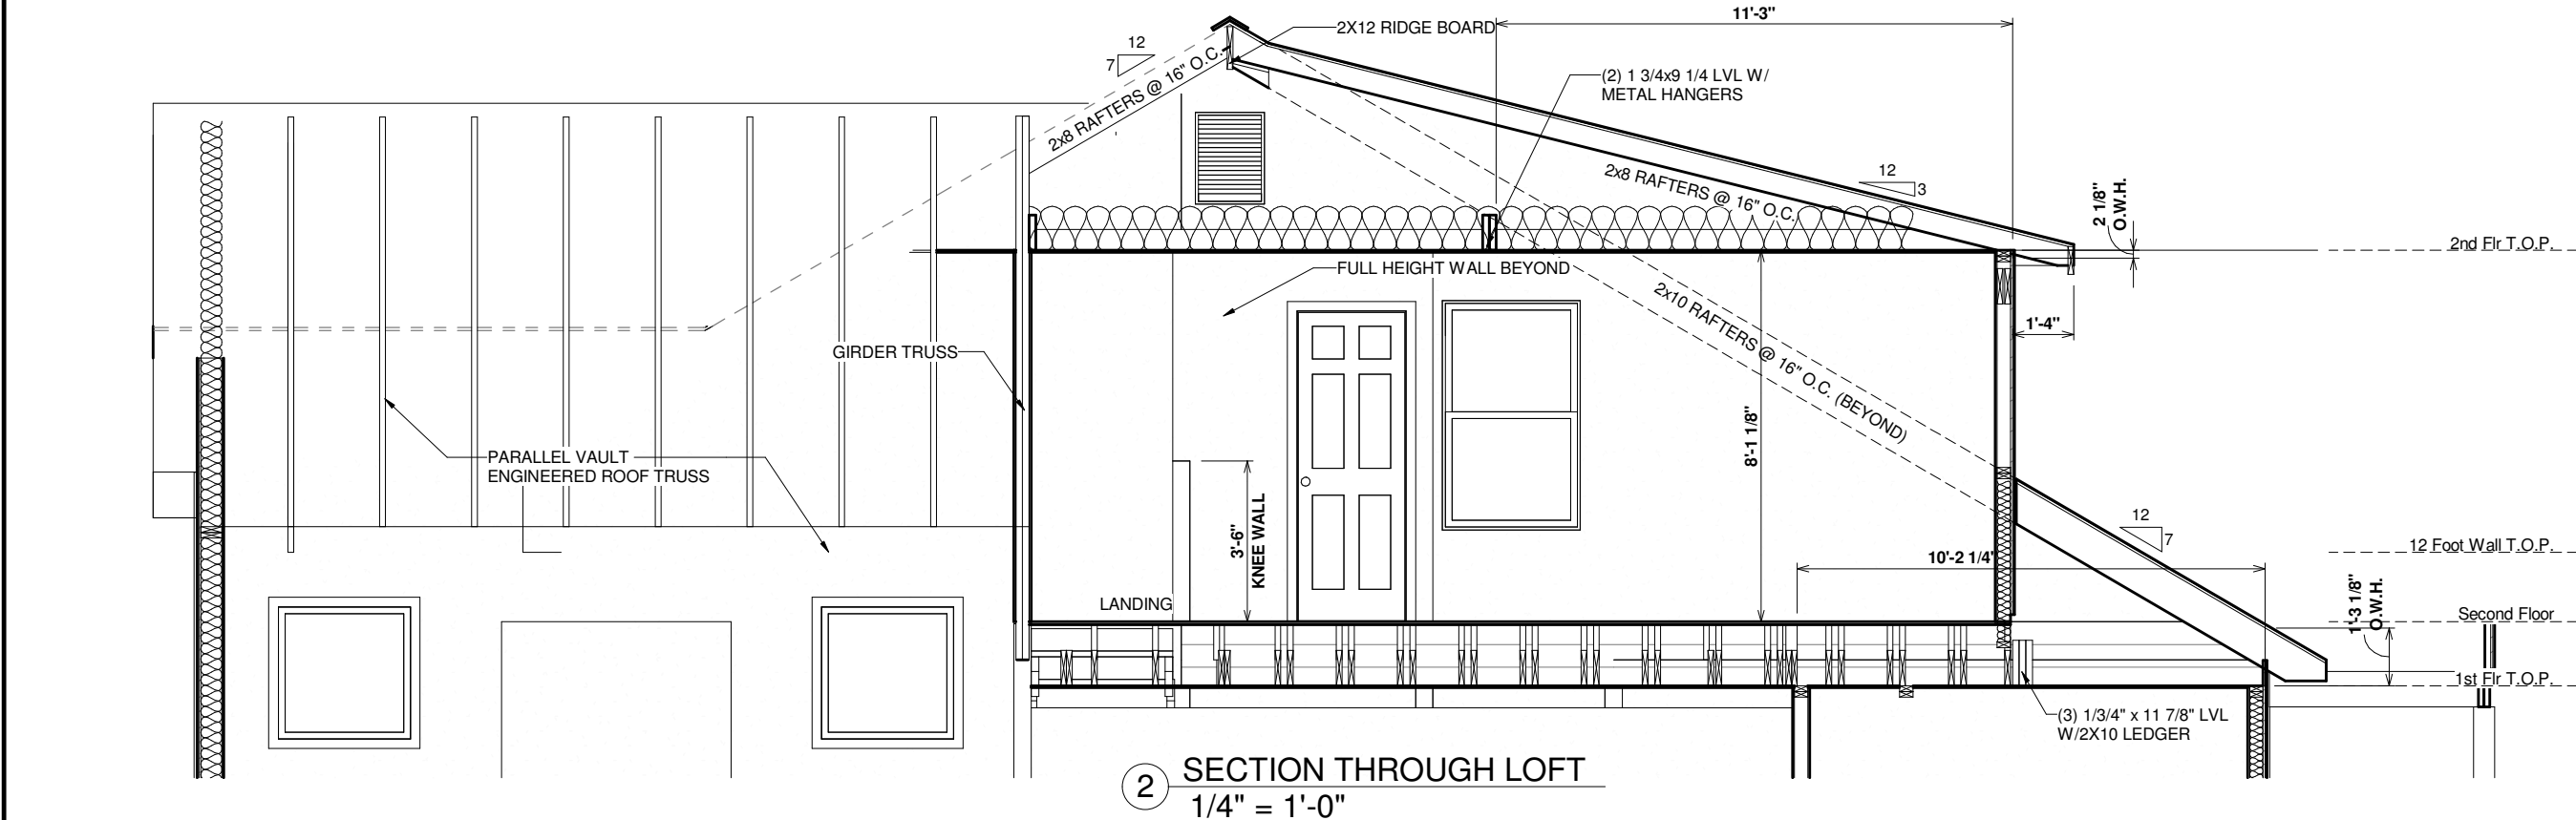 11'-3"
12
7
2X12 RIDGE BOARD
2x8 RAFTERS @ 16" O.C.
(2) 1 3/4x9 1/4 LVL W/
METAL HANGERS
12
3
2x8 RAFTERS @ 16" O.C.
2 1/8"
O.W.H.
2nd Flr T.O.P.
FULL HEIGHT WALL BEYOND
2x10 RAFTERS @ 16" O.C. (BEYOND)
1'-4"
GIRDER TRUSS
8'-1 1/8"
PARALLEL VAULT
ENGINEERED ROOF TRUSS
3'-6"
KNEE WALL
12
7
12 Foot Wall T.O.P.
10'-2 1/4"
LANDING
1'-3 1/8"
O.W.H.
Second Floor
1st Flr T.O.P.
(3) 1/3/4" x 11 7/8" LVL
W/2X10 LEDGER
2
SECTION THROUGH LOFT
1/4" = 1'-0"